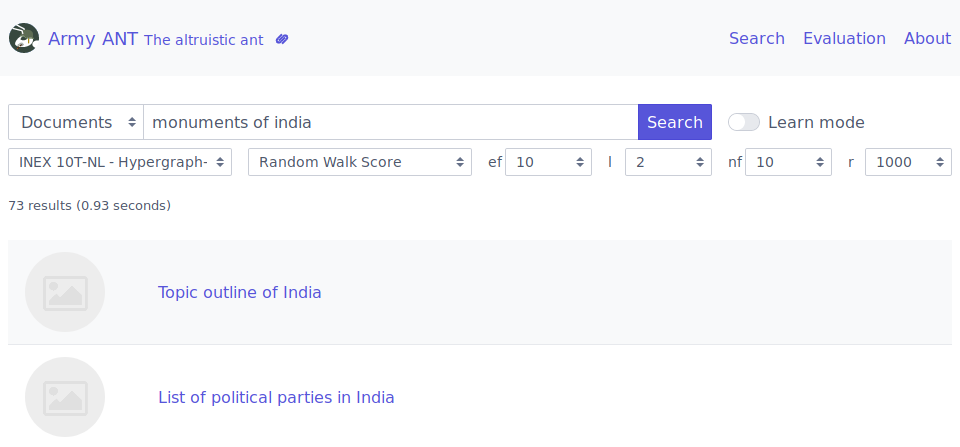 Army ANT The altruistic ant Search Evaluation About
Documents monuments of india Search Learn mode
INEX 10T-NL - Hypergraph- Random Walk Score ef 10 l 2 nf 10 r 1000
73 results (0.93 seconds)
Topic outline of India
List of political parties in India